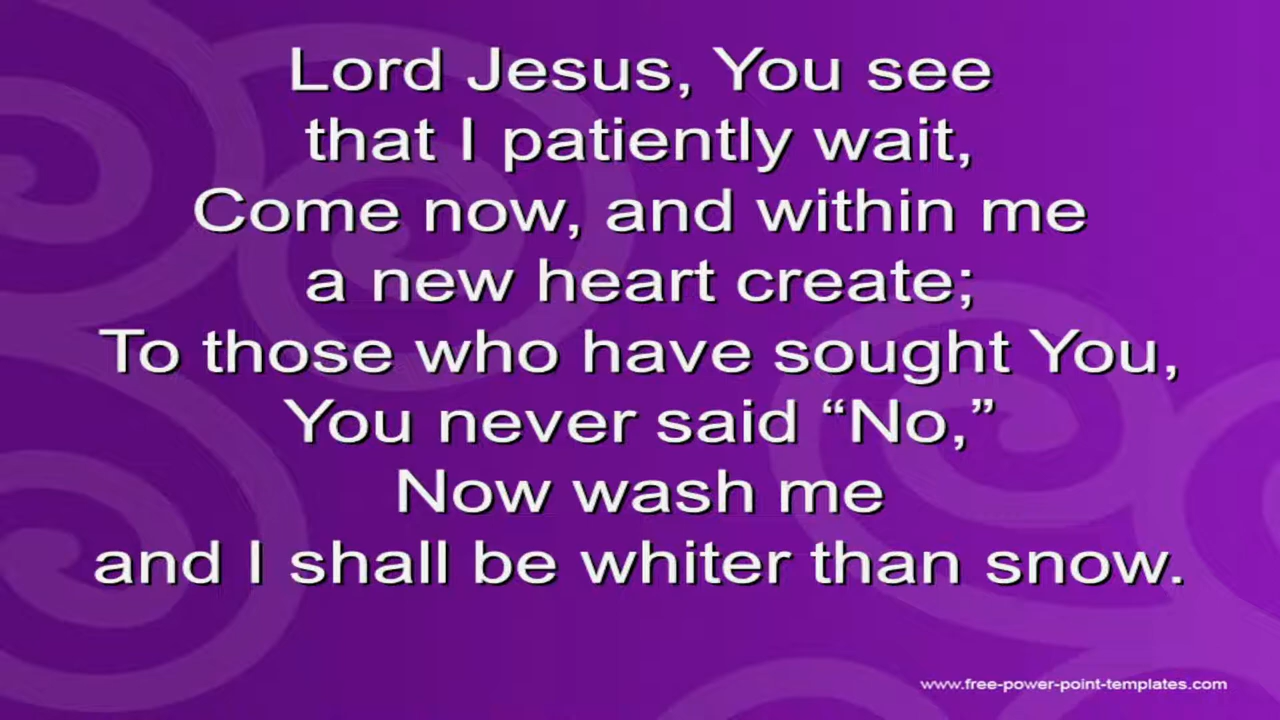 Lord Jesus, You see
that I patiently wait,
Come now, and within me
a new heart create;
To those who have sought You,
You never said “No,”
Now wash me
and I shall be whiter than snow.
www.free-power-point-templates.com